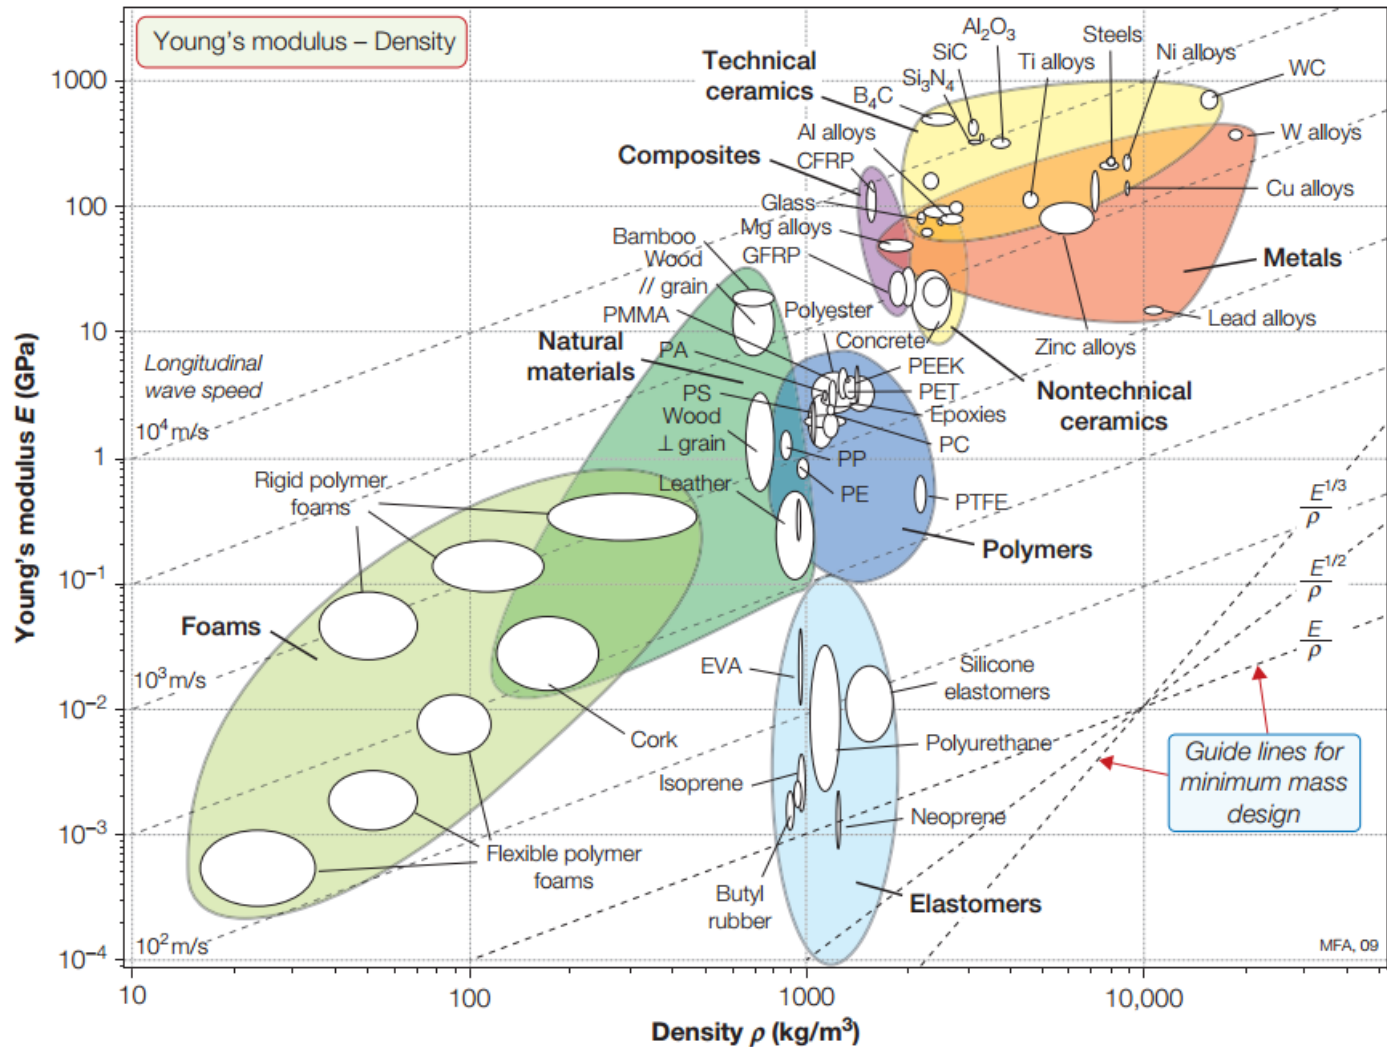 Young's modulus – Density
Technical
ceramics
Composites
Natural
materials
Foams
Metals
Nontechnical
ceramics
Polymers
Elastomers
Al₂O₃
SiC
Si₃N₄
B₄C
Al alloys
CFRP
Glass
Mg alloys
GFRP
Steels
Ti alloys
Ni alloys
WC
W alloys
Cu alloys
Lead alloys
Zinc alloys
Bamboo
Wood
// grain
PMMA
PA
PS
Wood
⊥ grain
Leather
Polyester
Concrete
PEEK
PET
Epoxies
PC
PP
PE
PTFE
Longitudinal
wave speed
10⁴ m/s
10³ m/s
10² m/s
Rigid polymer
foams
Cork
Flexible polymer
foams
EVA
Silicone
elastomers
Polyurethane
Isoprene
Neoprene
Butyl
rubber
E^1/3
ρ
E^1/2
ρ
E
ρ
Guide lines for
minimum mass
design
MFA, 09
Young's modulus E (GPa)
1000
100
10
1
10⁻¹
10⁻²
10⁻³
10⁻⁴
10
100
1000
10,000
Density ρ (kg/m³)